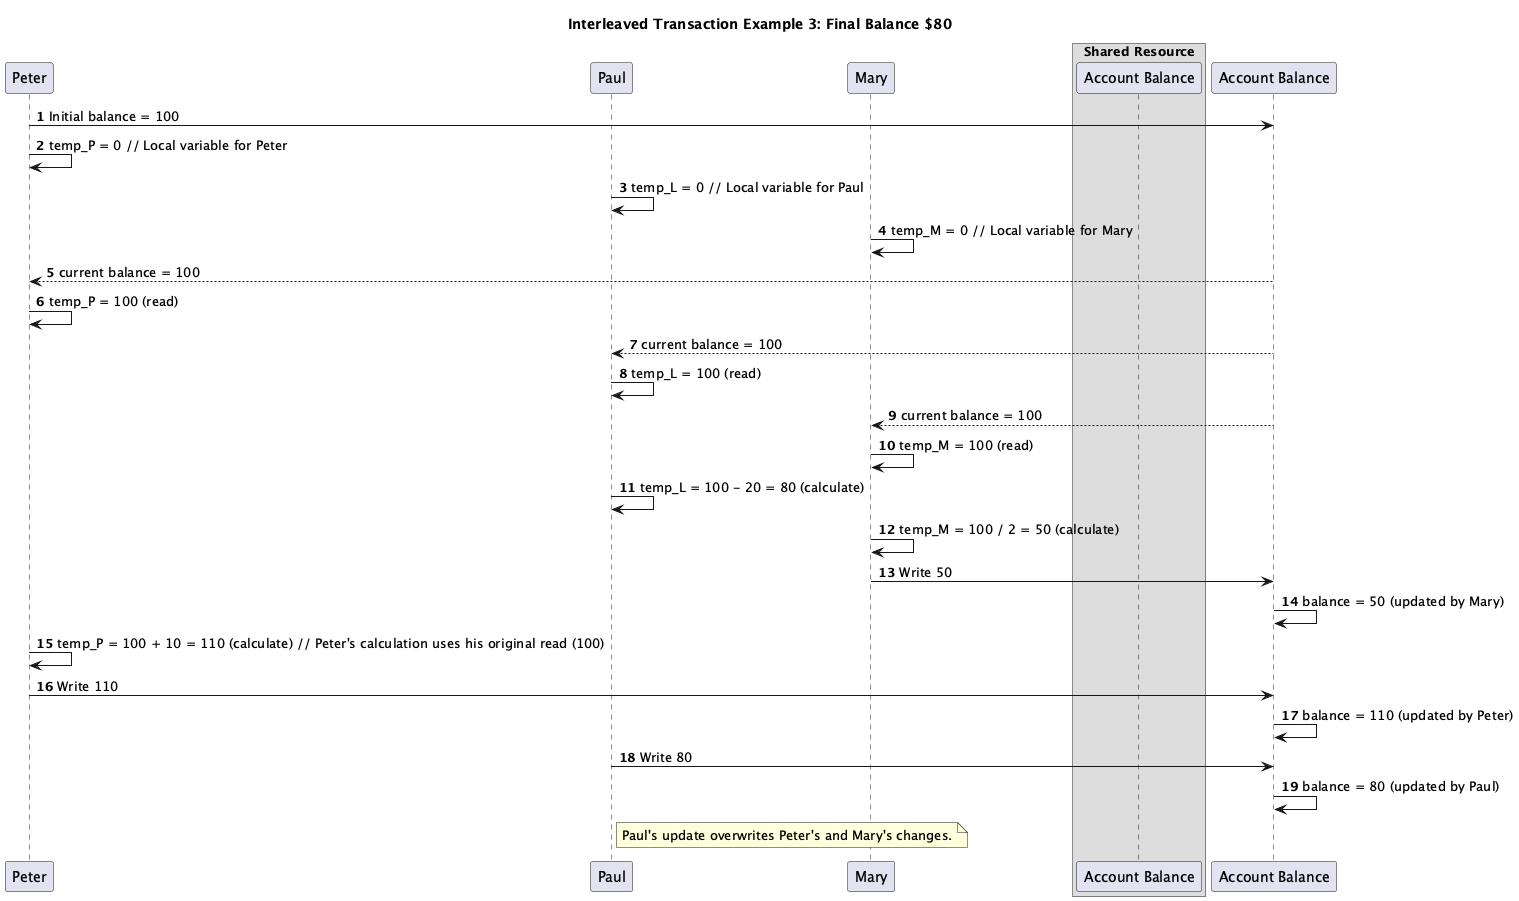 Interleaved Transaction Example 3: Final Balance $80
Shared Resource
Peter
Paul
Mary
Account Balance
Account Balance
1 Initial balance = 100
2 temp_P = 0 // Local variable for Peter
3 temp_L = 0 // Local variable for Paul
4 temp_M = 0 // Local variable for Mary
5 current balance = 100
6 temp_P = 100 (read)
7 current balance = 100
8 temp_L = 100 (read)
9 current balance = 100
10 temp_M = 100 (read)
11 temp_L = 100 - 20 = 80 (calculate)
12 temp_M = 100 / 2 = 50 (calculate)
13 Write 50
14 balance = 50 (updated by Mary)
15 temp_P = 100 + 10 = 110 (calculate) // Peter's calculation uses his original read (100)
16 Write 110
17 balance = 110 (updated by Peter)
18 Write 80
19 balance = 80 (updated by Paul)
Paul's update overwrites Peter's and Mary's changes.
Peter
Paul
Mary
Account Balance
Account Balance